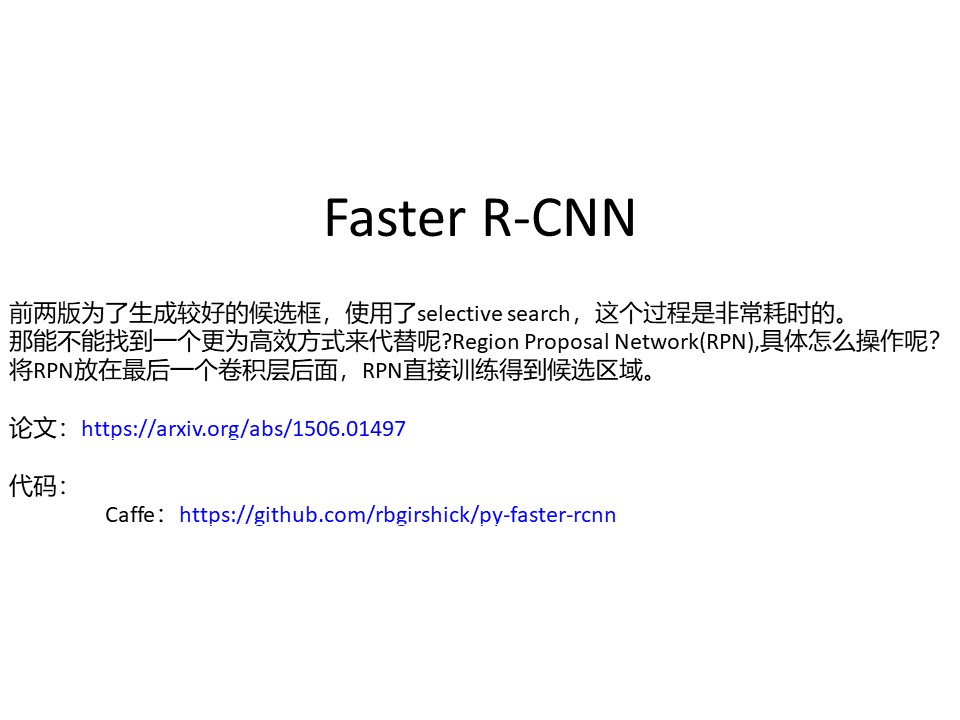 Faster R-CNN
前两版为了生成较好的候选框，使用了selective search，这个过程是非常耗时的。
那能不能找到一个更为高效方式来代替呢?Region Proposal Network(RPN),具体怎么操作呢？
将RPN放在最后一个卷积层后面，RPN直接训练得到候选区域。
论文：https://arxiv.org/abs/1506.01497
代码：
Caffe：https://github.com/rbgirshick/py-faster-rcnn